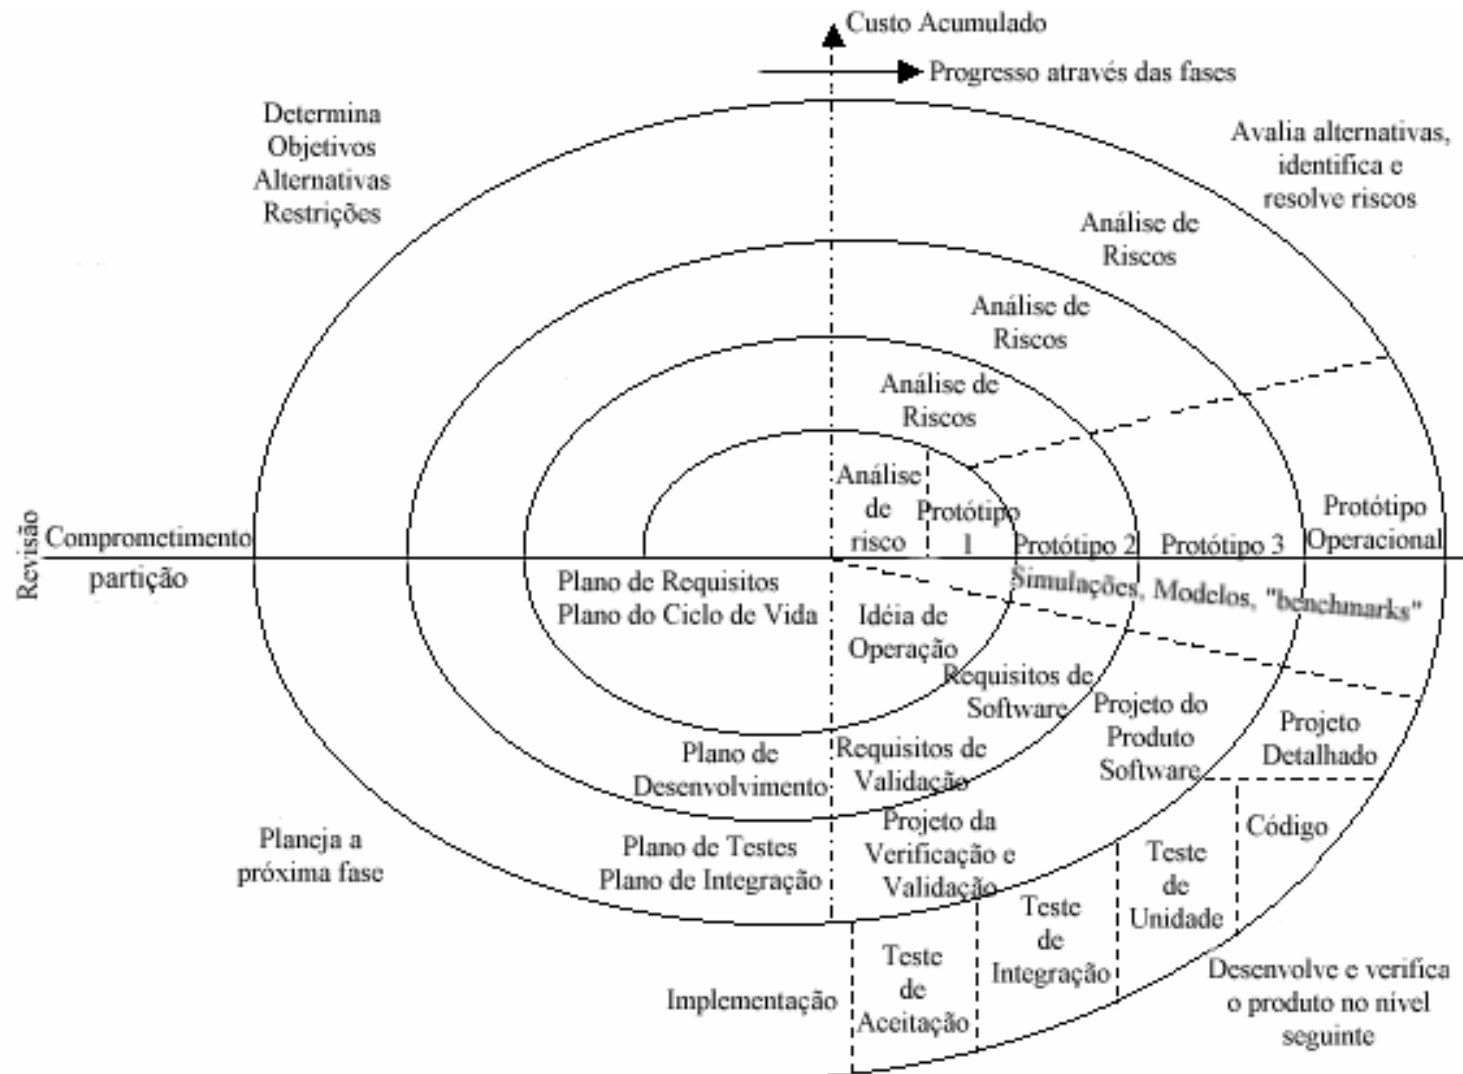 Custo Acumulado
Progresso através das fases
Determina
Objetivos
Alternativas
Restrições
Avalia alternativas,
identifica e
resolve riscos
Análise de
Riscos
Análise de
Riscos
Análise de
Riscos
Análise
de
risco
Protótipo
1
Protótipo 2
Protótipo 3
Protótipo
Operacional
Revisão
Comprometimento
partição
Simulações, Modelos, "benchmarks"
Plano de Requisitos
Plano do Ciclo de Vida
Idéia de
Operação
Requisitos de
Software
Projeto do
Produto
Software
Projeto
Detalhado
Plano de
Desenvolvimento
Requisitos de
Validação
Código
Planeja a
próxima fase
Plano de Testes
Plano de Integração
Projeto da
Verificação e
Validação
Teste
de
Unidade
Teste
de
Integração
Teste
de
Aceitação
Implementação
Desenvolve e verifica
o produto no nível
seguinte